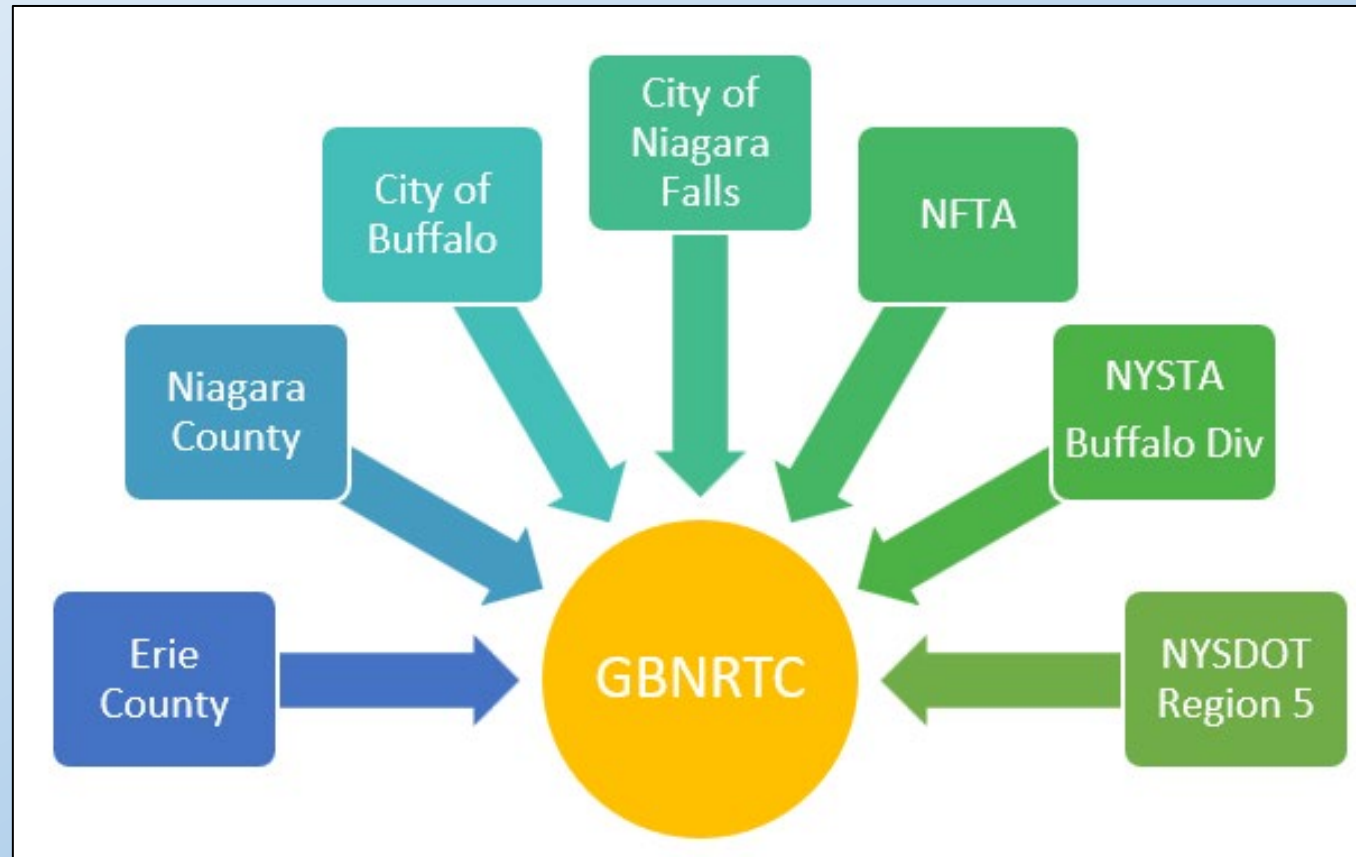 Erie
County
Niagara
County
City of
Buffalo
City of
Niagara
Falls
NFTA
NYSTA
Buffalo Div
NYSDOT
Region 5
GBNRTC